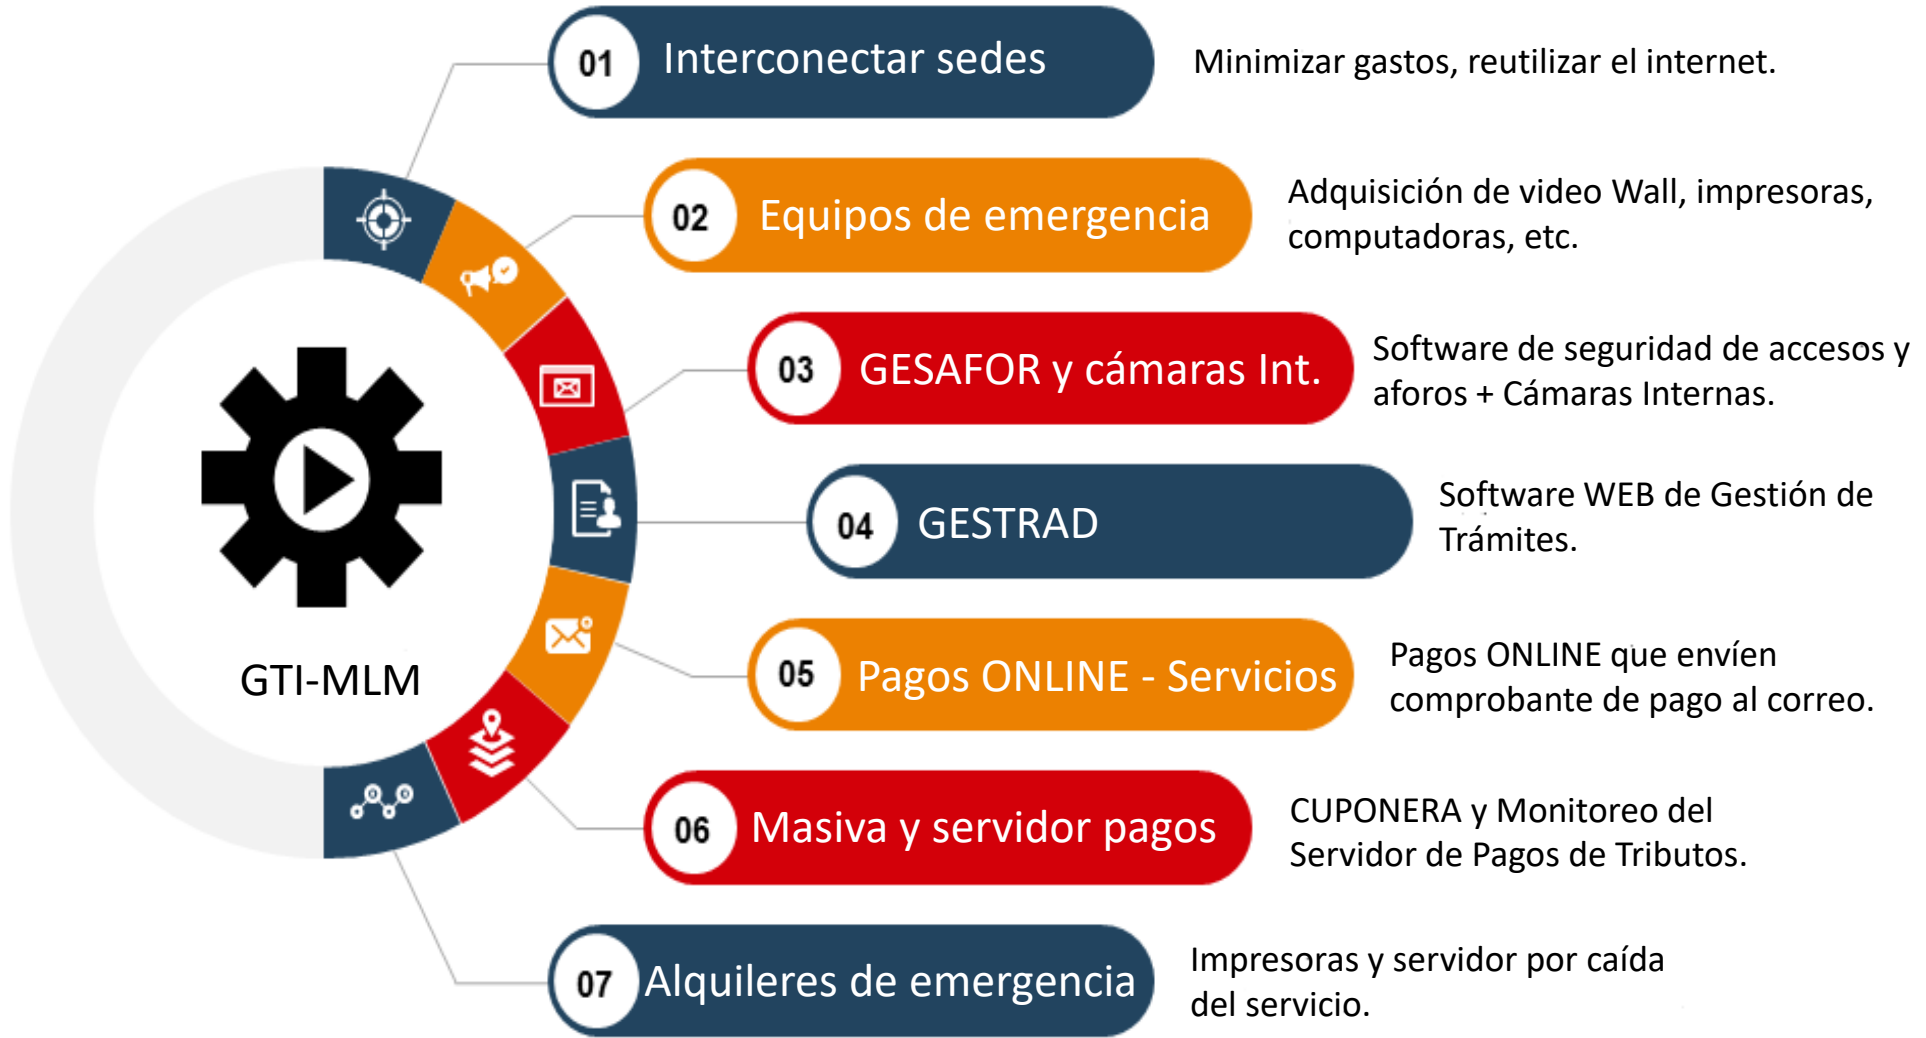 01 Interconectar sedes
Minimizar gastos, reutilizar el internet.
02 Equipos de emergencia
Adquisición de video Wall, impresoras,
computadoras, etc.
03 GESAFOR y cámaras Int.
Software de seguridad de accesos y
aforos + Cámaras Internas.
04 GESTRAD
Software WEB de Gestión de
Trámites.
GTI-MLM
05 Pagos ONLINE - Servicios
Pagos ONLINE que envíen
comprobante de pago al correo.
06 Masiva y servidor pagos
CUPONERA y Monitoreo del
Servidor de Pagos de Tributos.
07 Alquileres de emergencia
Impresoras y servidor por caída
del servicio.